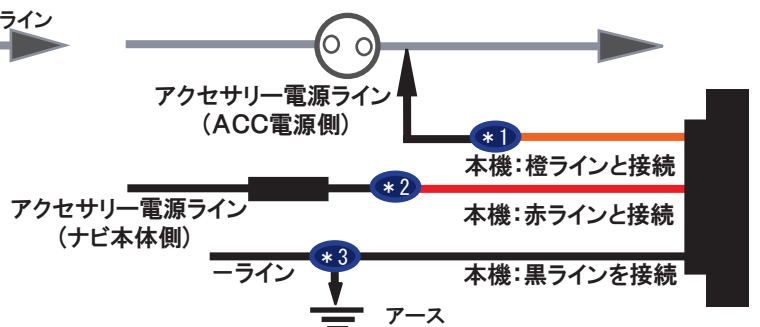 ライン
アクセサリー電源ライン
(ACC電源側)
*1
本機:橙ラインと接続
*2
アクセサリー電源ライン
(ナビ本体側)
本機:赤ラインと接続
*3
ーライン
本機:黒ラインを接続
アース